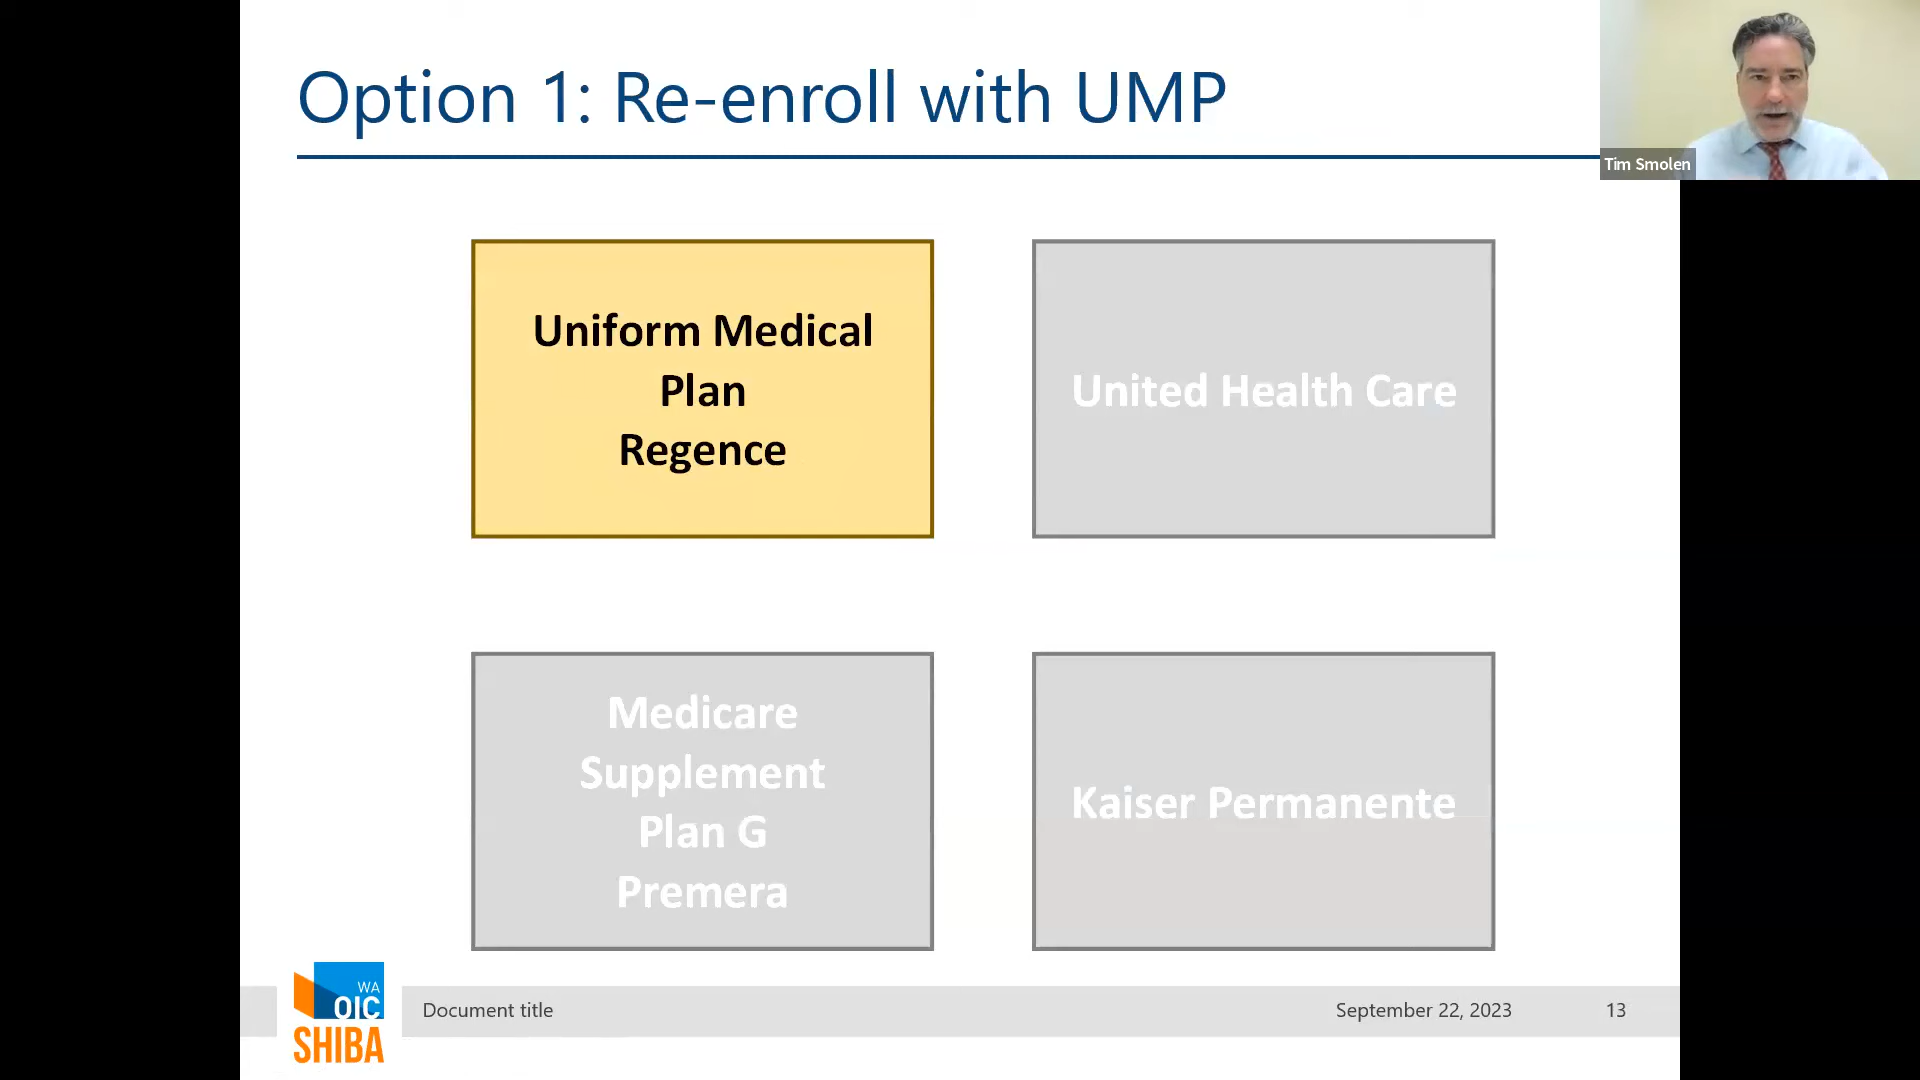 Option 1: Re-enroll with UMP
Tim Smolen
Uniform Medical
Plan
Regence
United Health Care
Medicare
Supplement
Plan G
Premera
Kaiser Permanente
WA
OIC
SHIBA
Document title
September 22, 2023
13